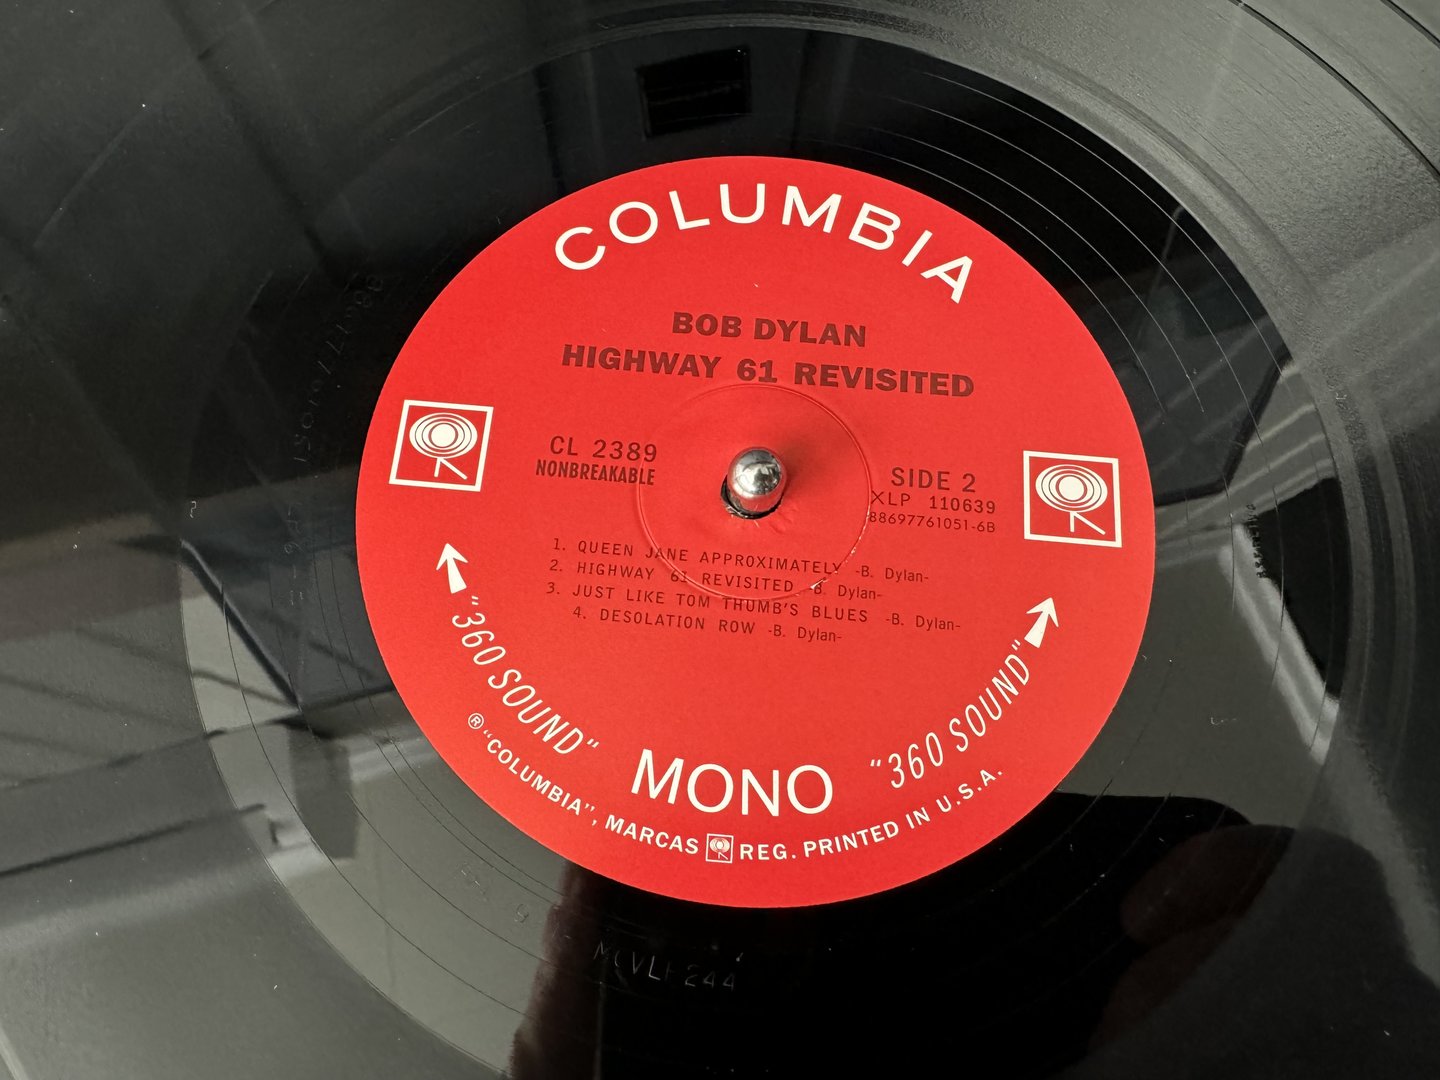 COLUMBIA
BOB DYLAN
HIGHWAY 61 REVISITED
CL 2389
NONBREAKABLE
SIDE 2
XLP 110639
88697761051-6B
1. QUEEN JANE APPROXIMATELY -B. Dylan-
2. HIGHWAY 61 REVISITED -B. Dylan-
3. JUST LIKE TOM THUMB'S BLUES -B. Dylan-
4. DESOLATION ROW -B. Dylan-
"360 SOUND"
MONO
"360 SOUND"
® "COLUMBIA", MARCAS REG. PRINTED IN U.S.A.